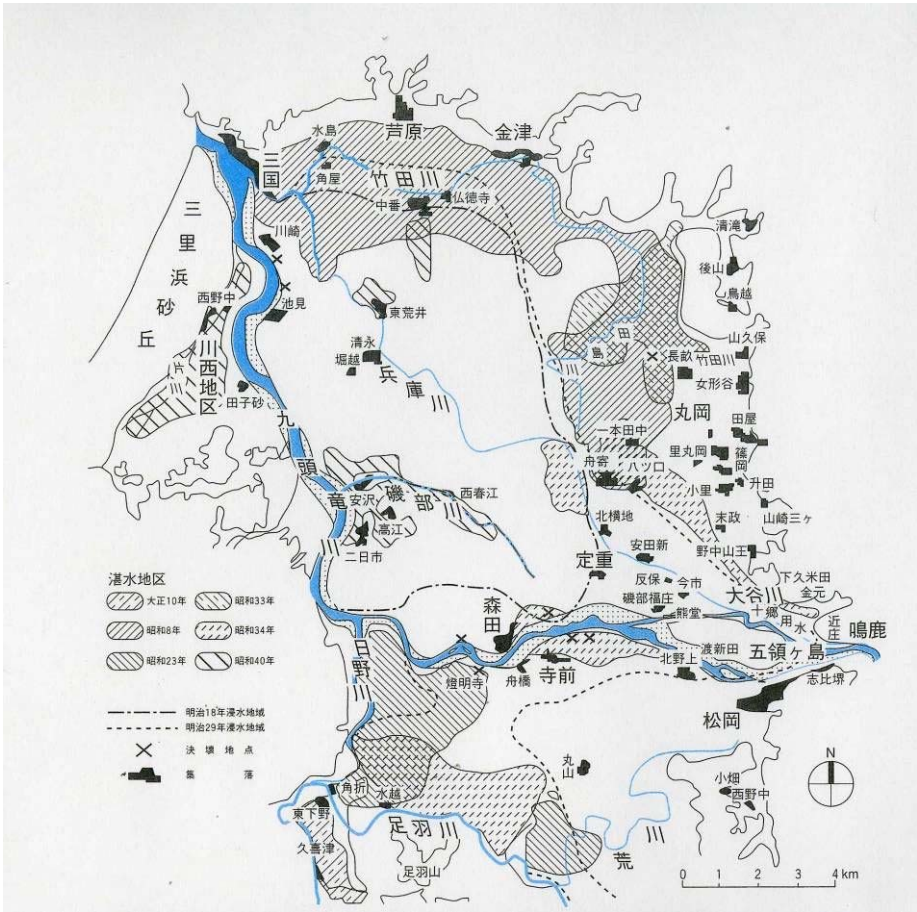 芦原
金津
水島
三国
角屋
竹田川
仏徳寺
中番
三里浜砂丘
川崎
清滝
後山
鳥越
西野中
池見
東荒井
清永
堀越
兵庫川
田島川
山久保
長畝
竹田川
女形谷
川西地区
田子砂
丸岡
田屋
一本田中
里丸岡
篠岡
舟寄
八ツ口
小里
升田
九頭竜川
安沢
磯部川
西春江
高江
二日市
北横地
末政
山崎三ケ
安田新
野中山王
定重
反保
今市
大谷川
下久米田
金元
磯部福庄
熊堂
十郷用水
近庄
鳴鹿
森田
渡新田
五領ヶ島
北野上
志比堺
日野川
燈明寺
舟橋
寺前
松岡
湛水地区
大正10年
昭和33年
昭和8年
昭和34年
昭和23年
昭和40年
明治18年浸水地域
明治29年浸水地域
決壊地点
集落
丸山
小畑
西野中
角折
水越
東下野
足羽川
荒川
久喜津
足羽山
N
0 1 2 3 4 km